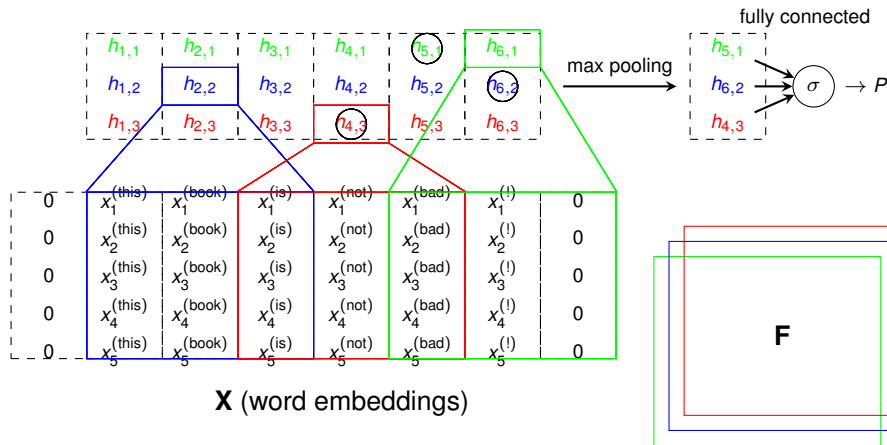 fully connected
h1,1 h2,1 h3,1 h4,1 h5,1 h6,1 h5,1
h1,2 h2,2 h3,2 h4,2 h5,2 h6,2 max pooling h6,2 σ → P
h1,3 h2,3 h3,3 h4,3 h5,3 h6,3 h4,3
0 x1^(this) x1^(book) x1^(is) x1^(not) x1^(bad) x1^(!) 0
0 x2^(this) x2^(book) x2^(is) x2^(not) x2^(bad) x2^(!) 0
0 x3^(this) x3^(book) x3^(is) x3^(not) x3^(bad) x3^(!) 0
0 x4^(this) x4^(book) x4^(is) x4^(not) x4^(bad) x4^(!) 0
0 x5^(this) x5^(book) x5^(is) x5^(not) x5^(bad) x5^(!) 0
F
X (word embeddings)